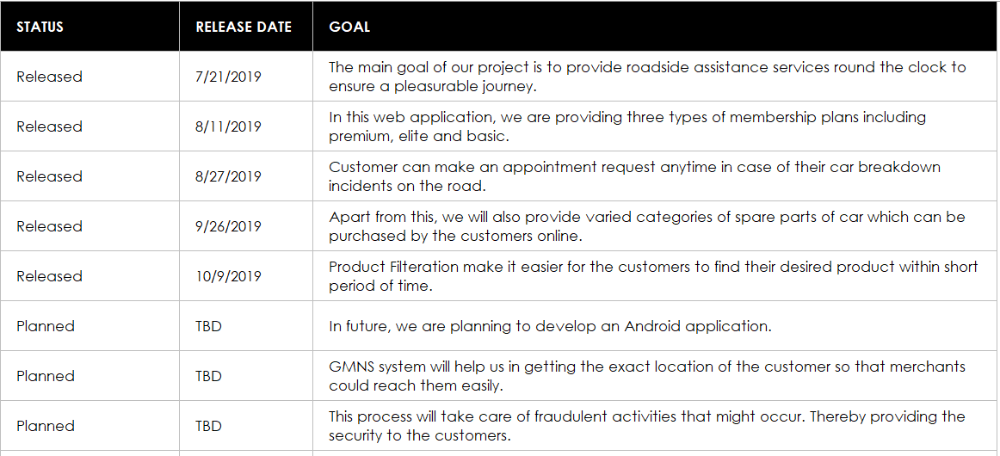 STATUS RELEASE DATE GOAL
Released 7/21/2019 The main goal of our project is to provide roadside assistance services round the clock to
ensure a pleasurable journey.
Released 8/11/2019 In this web application, we are providing three types of membership plans including
premium, elite and basic.
Released 8/27/2019 Customer can make an appointment request anytime in case of their car breakdown
incidents on the road.
Released 9/26/2019 Apart from this, we will also provide varied categories of spare parts of car which can be
purchased by the customers online.
Released 10/9/2019 Product Filteration make it easier for the customers to find their desired product within short
period of time.
Planned TBD In future, we are planning to develop an Android application.
Planned TBD GMNS system will help us in getting the exact location of the customer so that merchants
could reach them easily.
Planned TBD This process will take care of fraudulent activities that might occur. Thereby providing the
security to the customers.